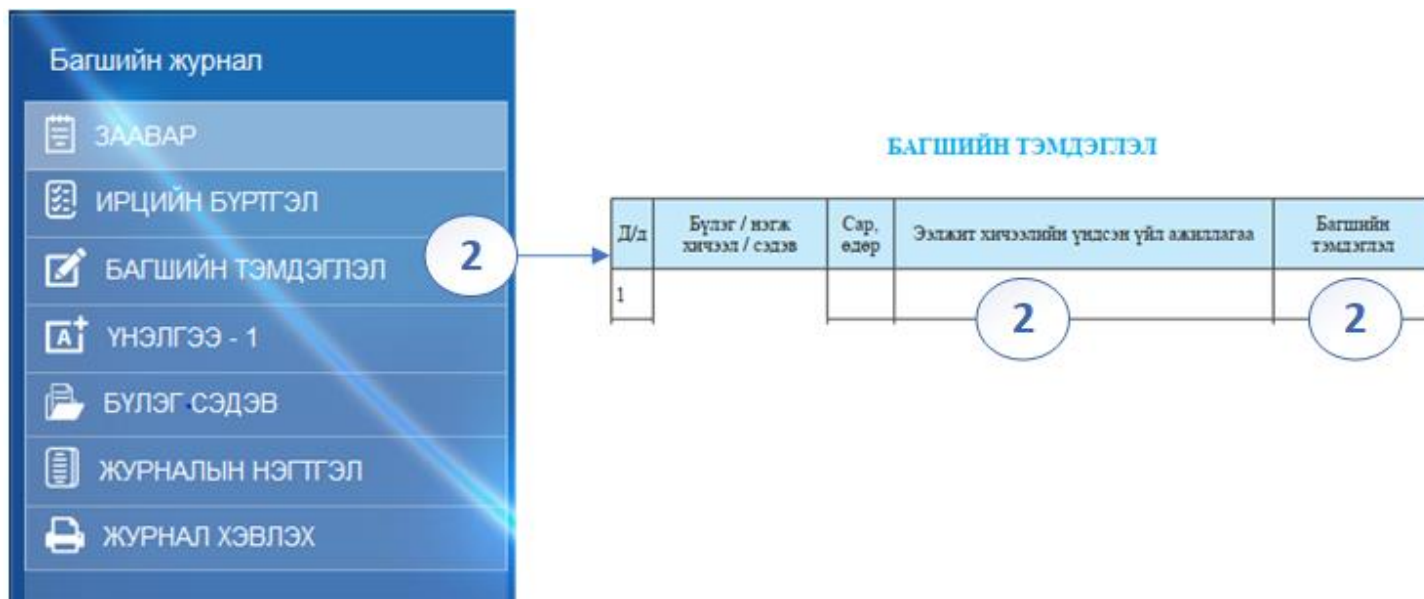 Багшийн журнал
ЗААВАР
ИРЦИЙН БҮРТГЭЛ
БАГШИЙН ТЭМДЭГЛЭЛ
2
ҮНЭЛГЭЭ - 1
БҮЛЭГ СЭДЭВ
ЖУРНАЛЫН НЭГТГЭЛ
ЖУРНАЛ ХЭВЛЭХ
БАГШИЙН ТЭМДЭГЛЭЛ
Д/д
Бүлэг / нэгж
хичээл / сэдэв
Сар,
өдөр
Ээлжит хичээлийн үндсэн үйл ажиллагаа
Багшийн
тэмдэглэл
1
2
2